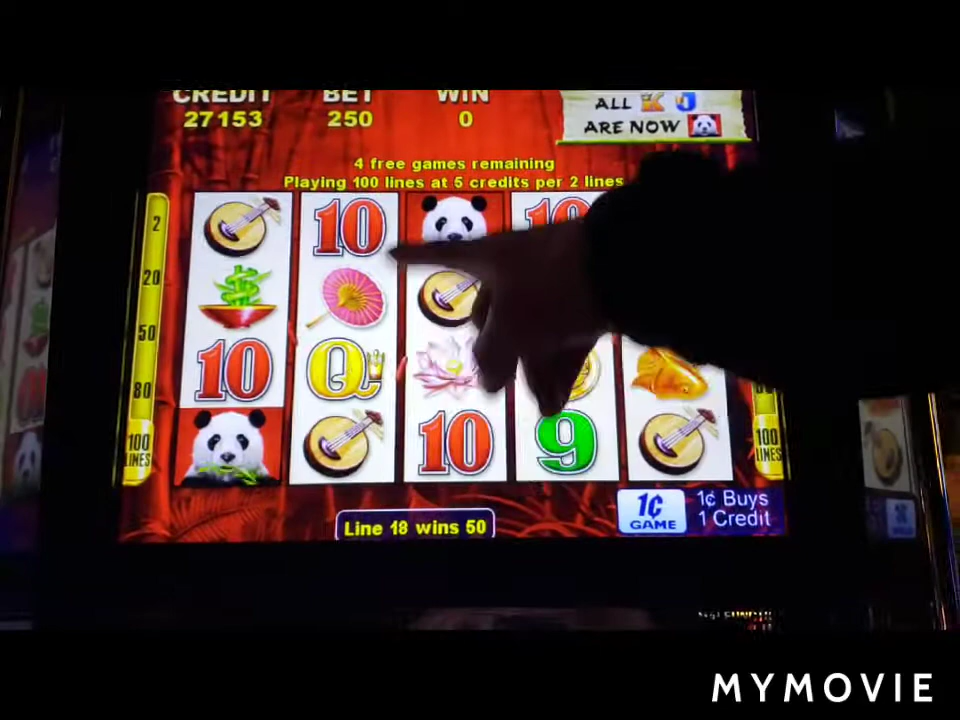 CREDIT BET WIN
27153 250 0
ALL K J
ARE NOW
4 free games remaining
Playing 100 lines at 5 credits per 2 lines
2
20
50
80
100
LINES
10
10
10
Q
10
9
80
100
LINES
Line 18 wins 50
1¢
GAME
1¢ Buys
1 Credit
MYMOVIE